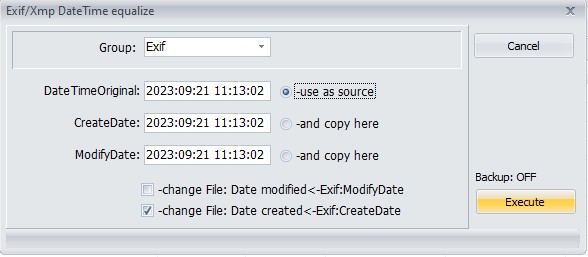 Exif/Xmp DateTime equalize
Group: Exif
Cancel
DateTimeOriginal: 2023:09:21 11:13:02 -use as source
CreateDate: 2023:09:21 11:13:02 -and copy here
ModifyDate: 2023:09:21 11:13:02 -and copy here
Backup: OFF
-change File: Date modified<-Exif:ModifyDate
-change File: Date created<-Exif:CreateDate
Execute